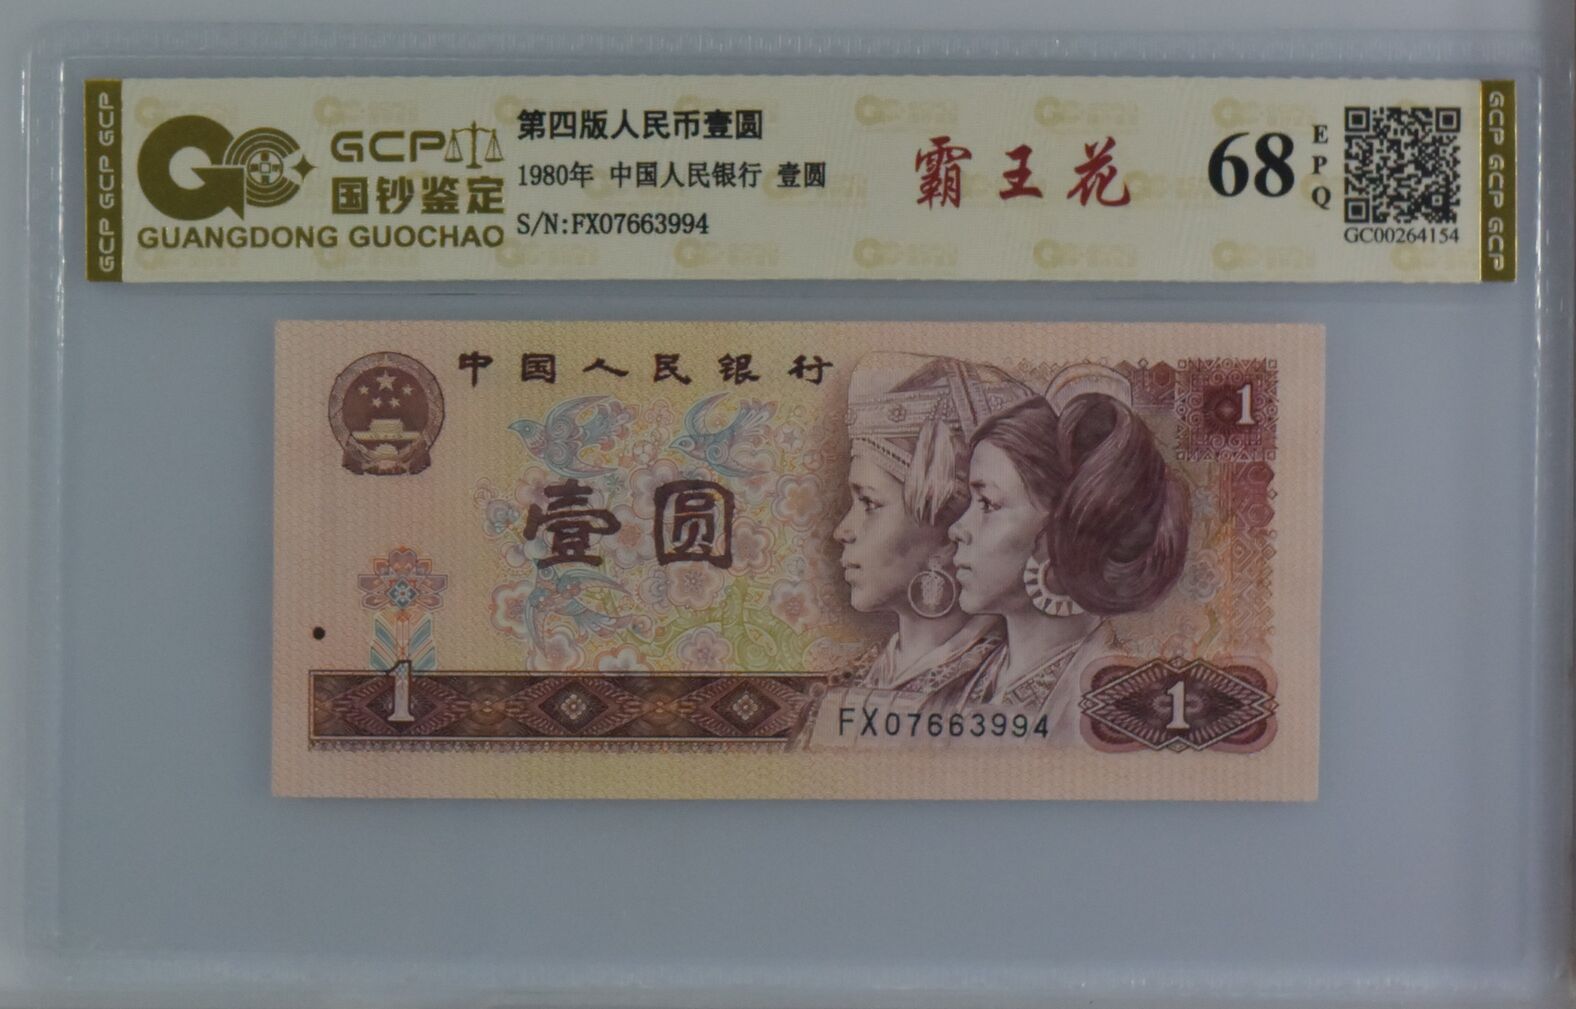 GCP GCP GCP
GCP
国钞鉴定
GUANGDONG GUOCHAO
第四版人民币壹圆
1980年 中国人民银行 壹圆
S/N:FX07663994
霸王花
68
EPQ
GC00264154
GCP GCP GCP
中国人民银行
1
壹圆
1
FX07663994
1